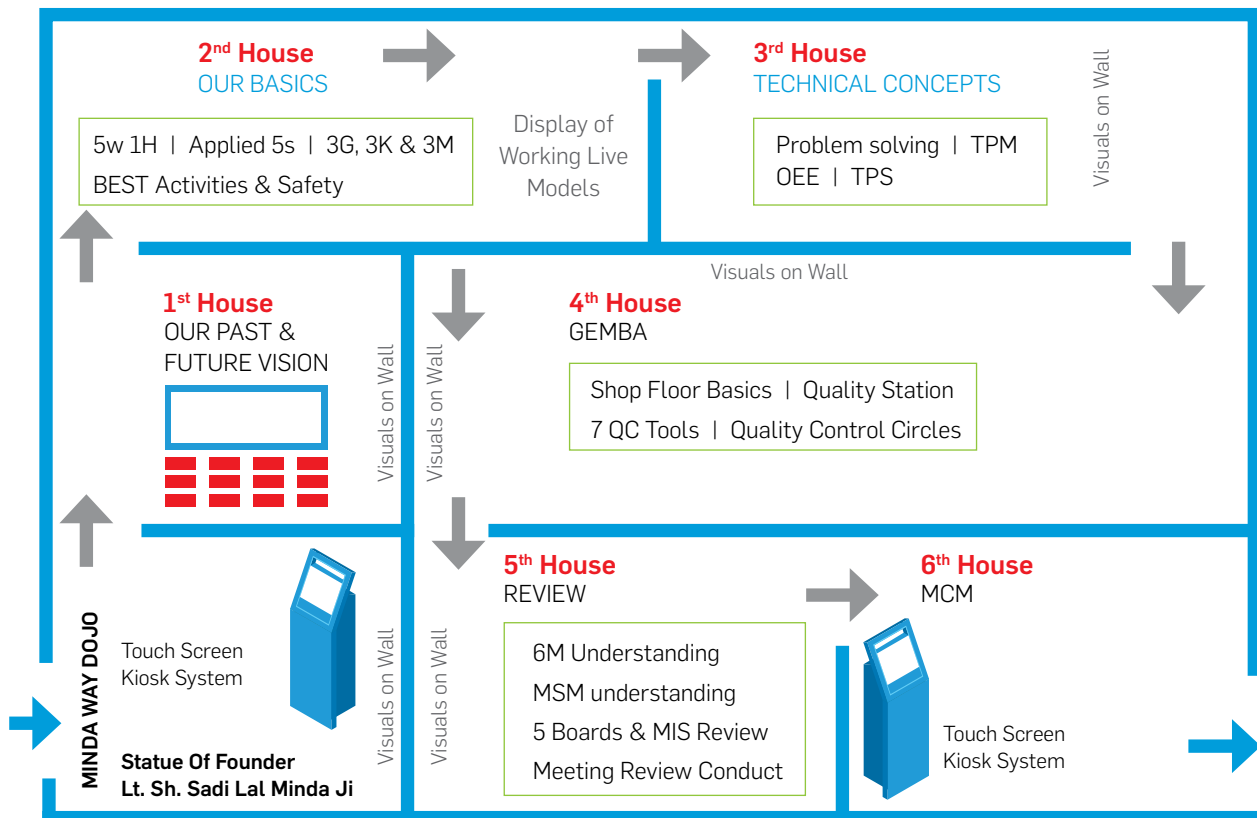 2nd House
OUR BASICS
5w 1H | Applied 5s | 3G, 3K & 3M
BEST Activities & Safety
Display of
Working Live
Models
3rd House
TECHNICAL CONCEPTS
Problem solving | TPM
OEE | TPS
Visuals on Wall
Visuals on Wall
1st House
OUR PAST &
FUTURE VISION
Visuals on Wall
Visuals on Wall
4th House
GEMBA
Shop Floor Basics | Quality Station
7 QC Tools | Quality Control Circles
MINDA WAY DOJO
Touch Screen
Kiosk System
Statue Of Founder
Lt. Sh. Sadi Lal Minda Ji
Visuals on Wall
Visuals on Wall
5th House
REVIEW
6M Understanding
MSM understanding
5 Boards & MIS Review
Meeting Review Conduct
6th House
MCM
Touch Screen
Kiosk System